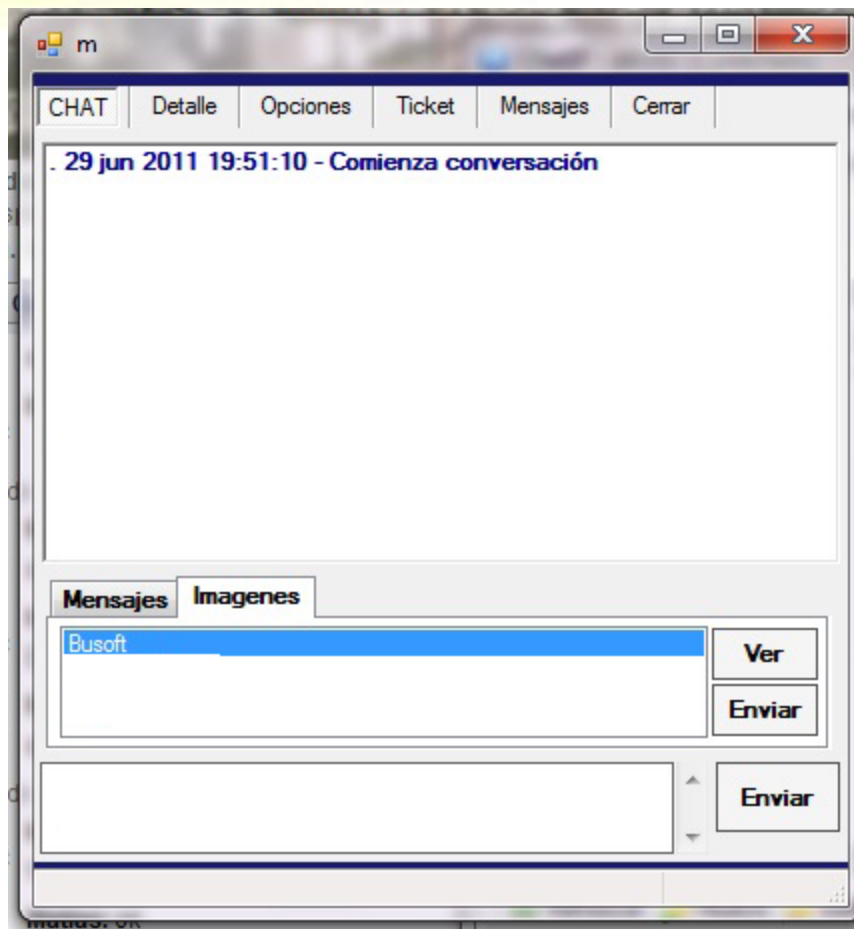 m
CHAT Detalle Opciones Ticket Mensajes Cerrar
. 29 jun 2011 19:51:10 - Comienza conversación
Mensajes Imagenes
Busoft
Ver
Enviar
Enviar